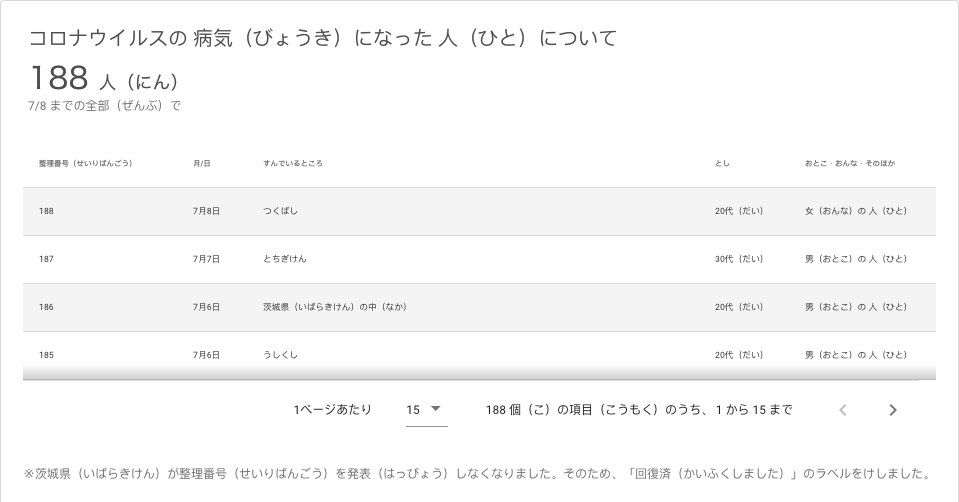 コロナウイルスの 病気（びょうき）になった 人（ひと）について
188 人（にん）
7/8 までの全部（ぜんぶ）で
整理番号（せいりばんごう） 月/日 すんでいるところ とし おとこ・おんな・そのほか
188 7月8日 つくばし 20代（だい） 女（おんな）の 人（ひと）
187 7月7日 とちぎけん 30代（だい） 男（おとこ）の 人（ひと）
186 7月6日 茨城県（いばらきけん）の中（なか） 20代（だい） 男（おとこ）の 人（ひと）
185 7月6日 うしくし 20代（だい） 男（おとこ）の 人（ひと）
1ページあたり 15 188 個（こ）の項目（こうもく）のうち、1 から 15 まで
※茨城県（いばらきけん）が整理番号（せいりばんごう）を発表（はっぴょう）しなくなりました。そのため、「回復済（かいふくしました）」のラベルをけしました。